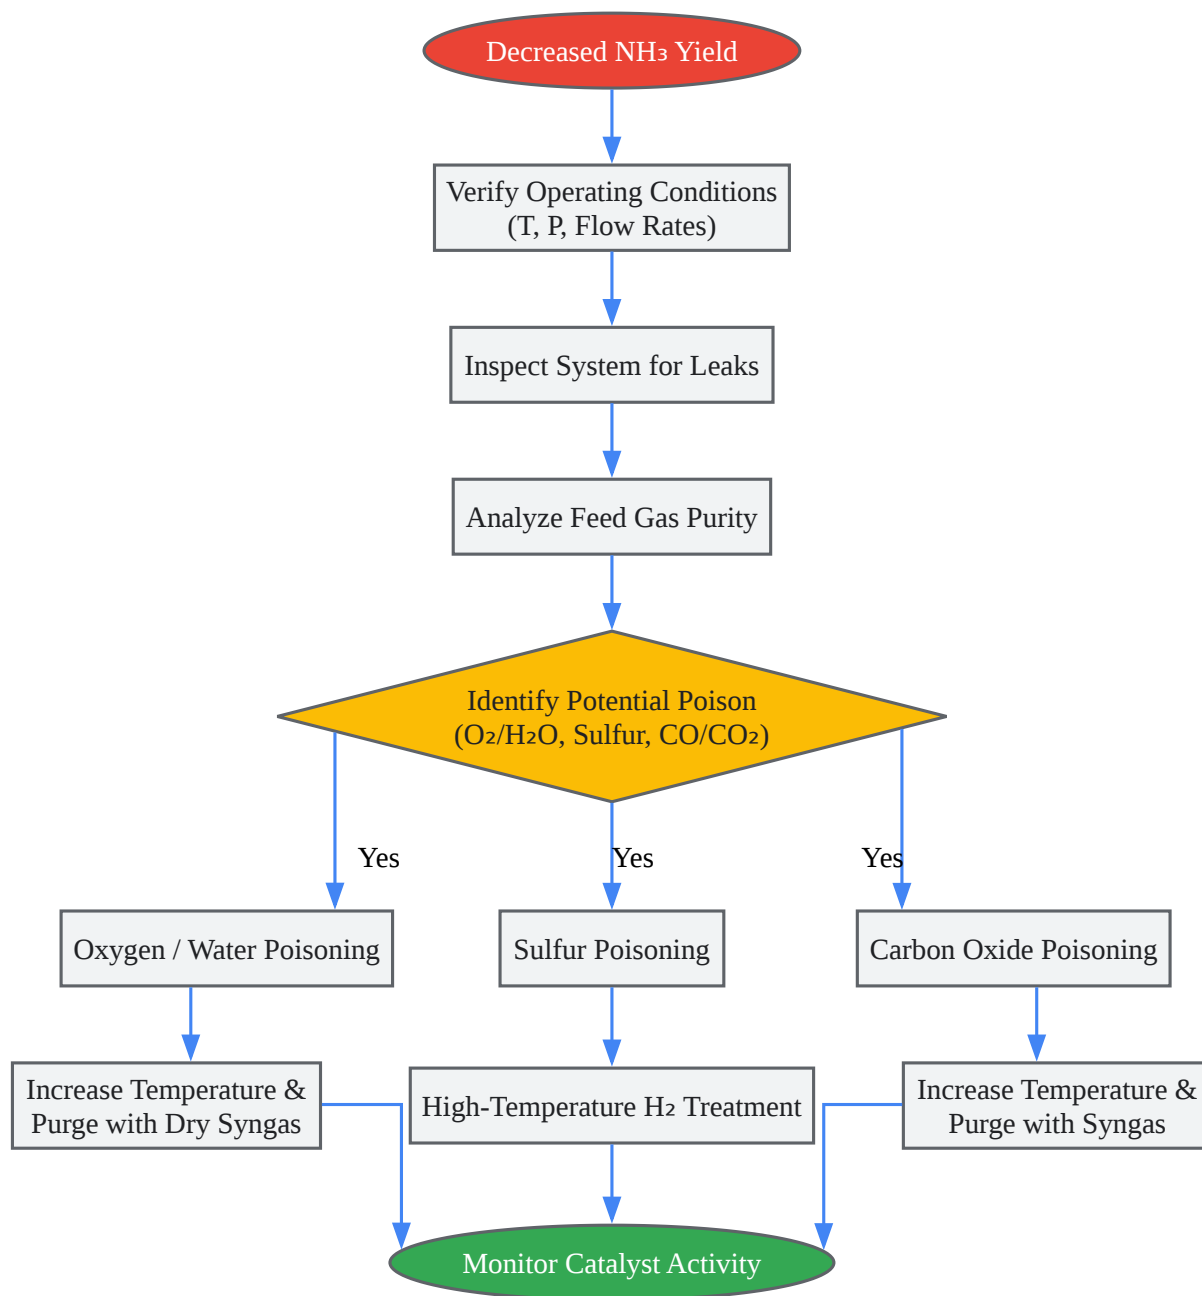 Decreased NH₃ Yield
Verify Operating Conditions
(T, P, Flow Rates)
Inspect System for Leaks
Analyze Feed Gas Purity
Identify Potential Poison
(O₂/H₂O, Sulfur, CO/CO₂)
Yes
Yes
Yes
Oxygen / Water Poisoning
Sulfur Poisoning
Carbon Oxide Poisoning
Increase Temperature &
Purge with Dry Syngas
High-Temperature H₂ Treatment
Increase Temperature &
Purge with Syngas
Monitor Catalyst Activity